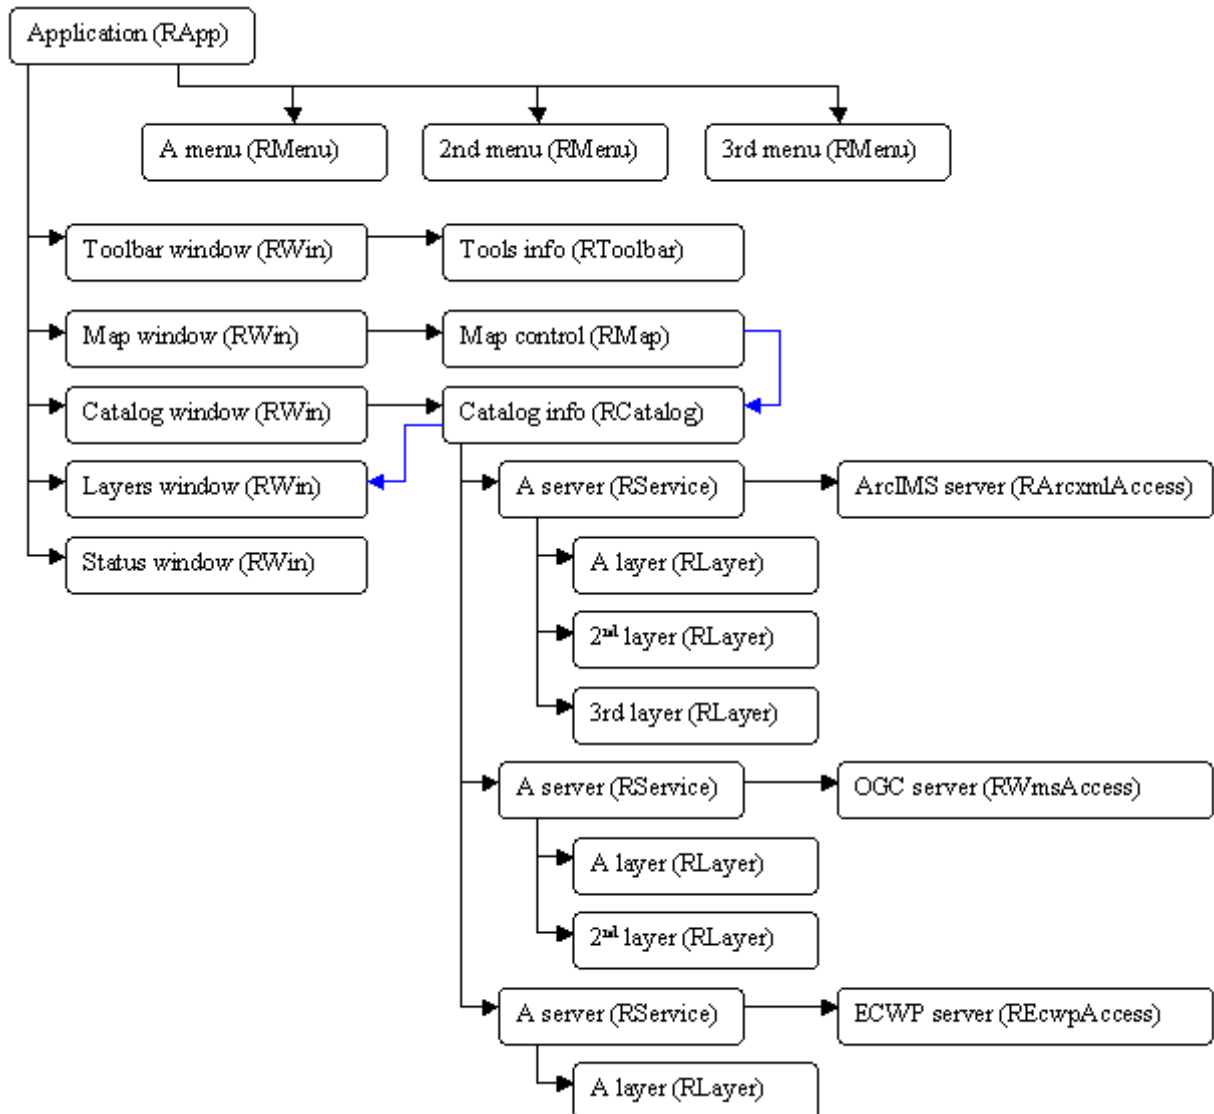 Application (RApp)
A menu (RMenu)
2nd menu (RMenu)
3rd menu (RMenu)
Toolbar window (RWin)
Tools info (RToolbar)
Map window (RWin)
Map control (RMap)
Catalog window (RWin)
Catalog info (RCatalog)
Layers window (RWin)
A server (RService)
ArcIMS server (RArcxmlAccess)
Status window (RWin)
A layer (RLayer)
2nd layer (RLayer)
3rd layer (RLayer)
A server (RService)
OGC server (RWmsAccess)
A layer (RLayer)
2nd layer (RLayer)
A server (RService)
ECWP server (REcwpAccess)
A layer (RLayer)